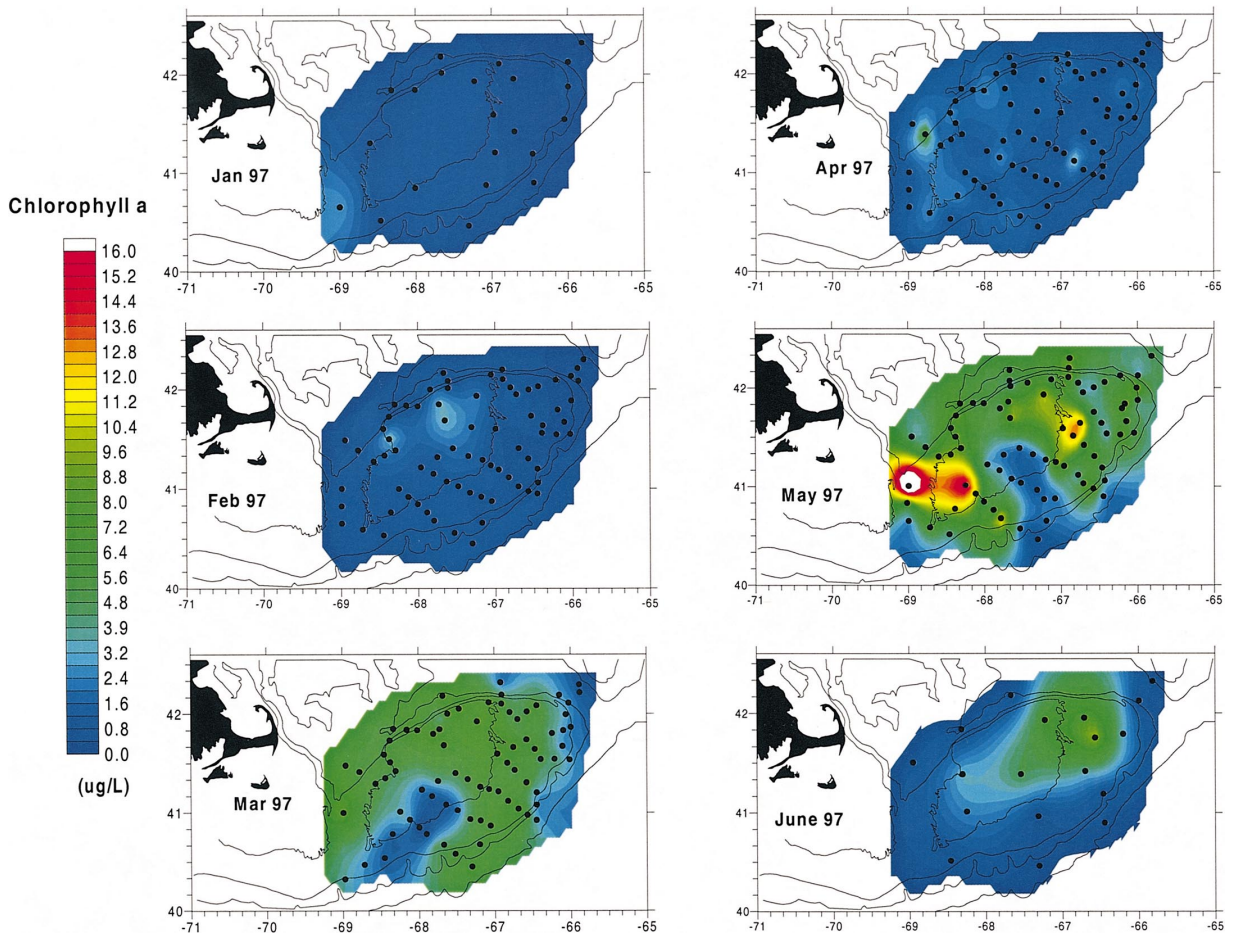 Chlorophyll a
16.0
15.2
14.4
13.6
12.8
12.0
11.2
10.4
9.6
8.8
8.0
7.2
6.4
5.6
4.8
3.9
3.2
2.4
1.6
0.8
0.0
(ug/L)
42
41
40
Jan 97
-71 -70 -69 -68 -67 -66 -65
42
41
40
Apr 97
-71 -70 -69 -68 -67 -66 -65
42
41
40
Feb 97
-71 -70 -69 -68 -67 -66 -65
42
41
40
May 97
-71 -70 -69 -68 -67 -66 -65
42
41
40
Mar 97
-71 -70 -69 -68 -67 -66 -65
42
41
40
June 97
-71 -70 -69 -68 -67 -66 -65